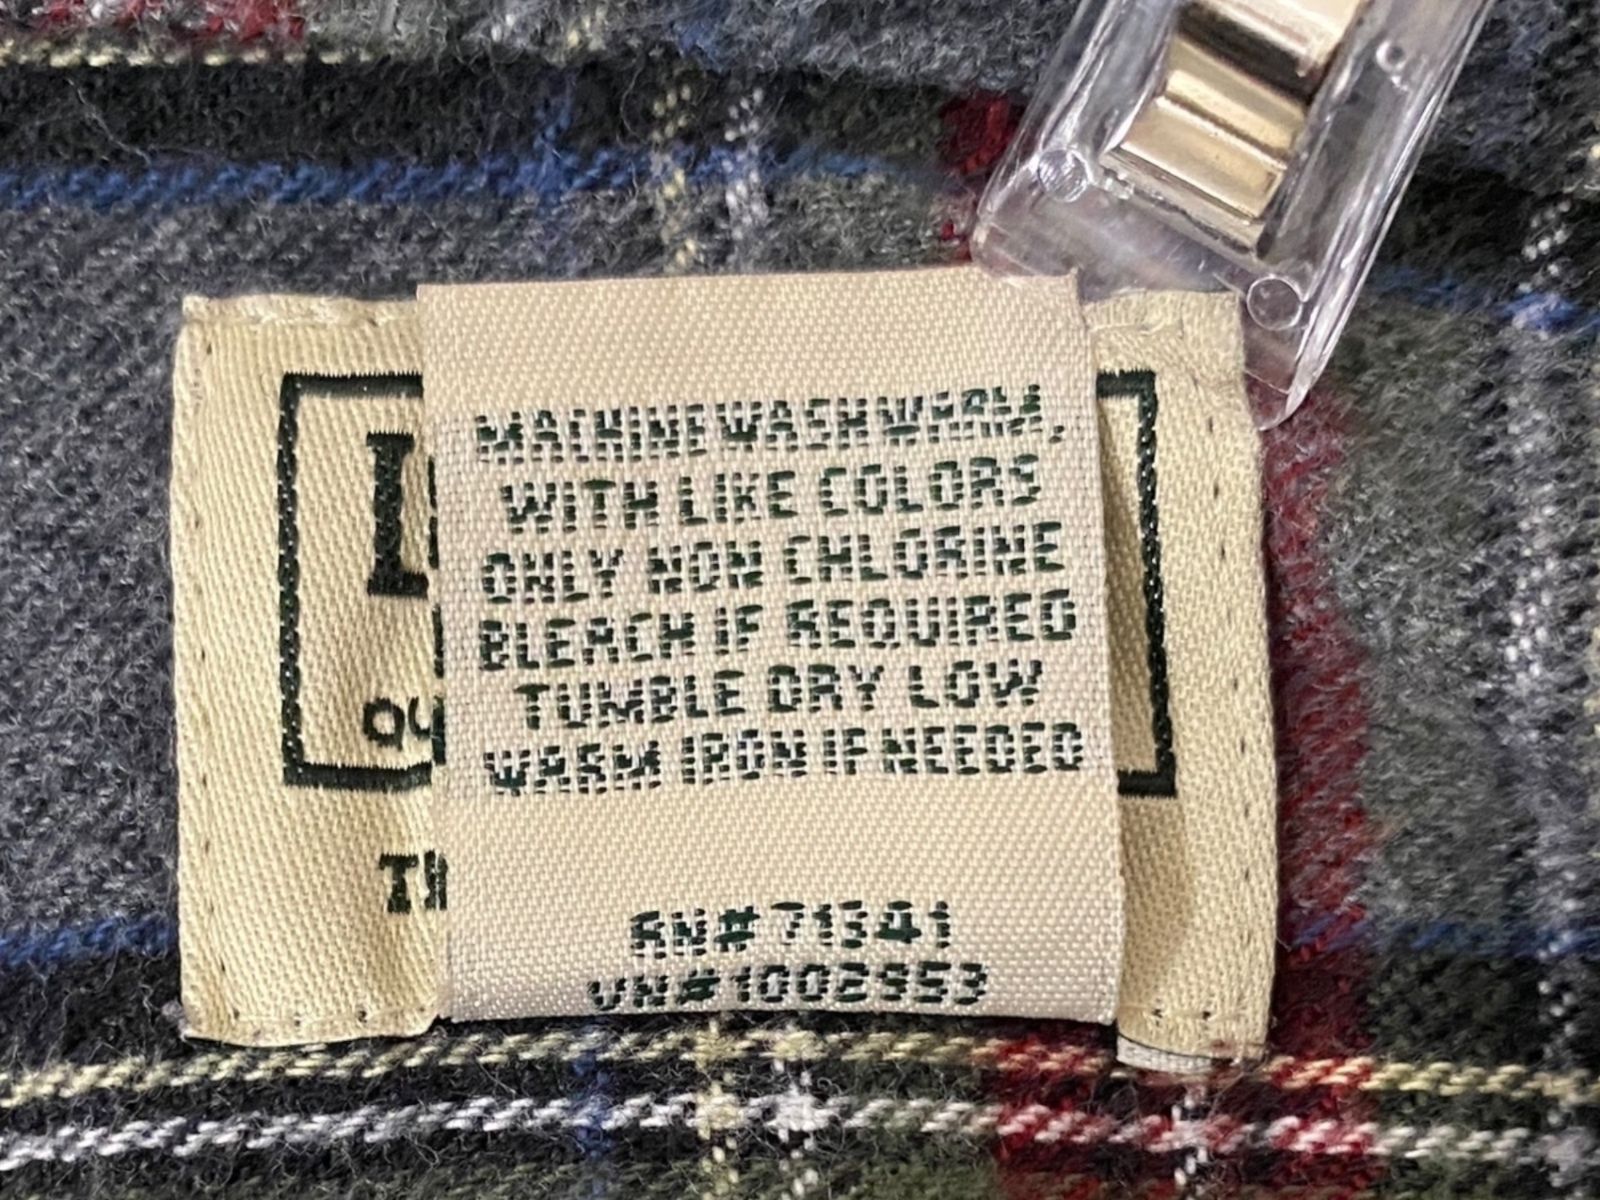 MACHINE WASH WARM,
WITH LIKE COLORS
ONLY NON CHLORINE
BLEACH IF REQUIRED
TUMBLE DRY LOW
WARM IRON IF NEEDED
RN# 71341
VN#1002953